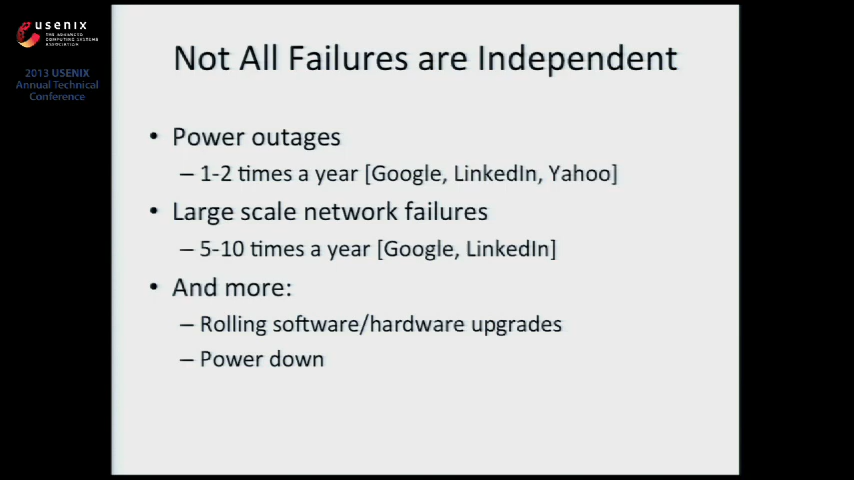 usenix
THE ADVANCED
COMPUTING SYSTEMS
ASSOCIATION
2013 USENIX
Annual Technical
Conference
Not All Failures are Independent
• Power outages
– 1-2 times a year [Google, LinkedIn, Yahoo]
• Large scale network failures
– 5-10 times a year [Google, LinkedIn]
• And more:
– Rolling software/hardware upgrades
– Power down